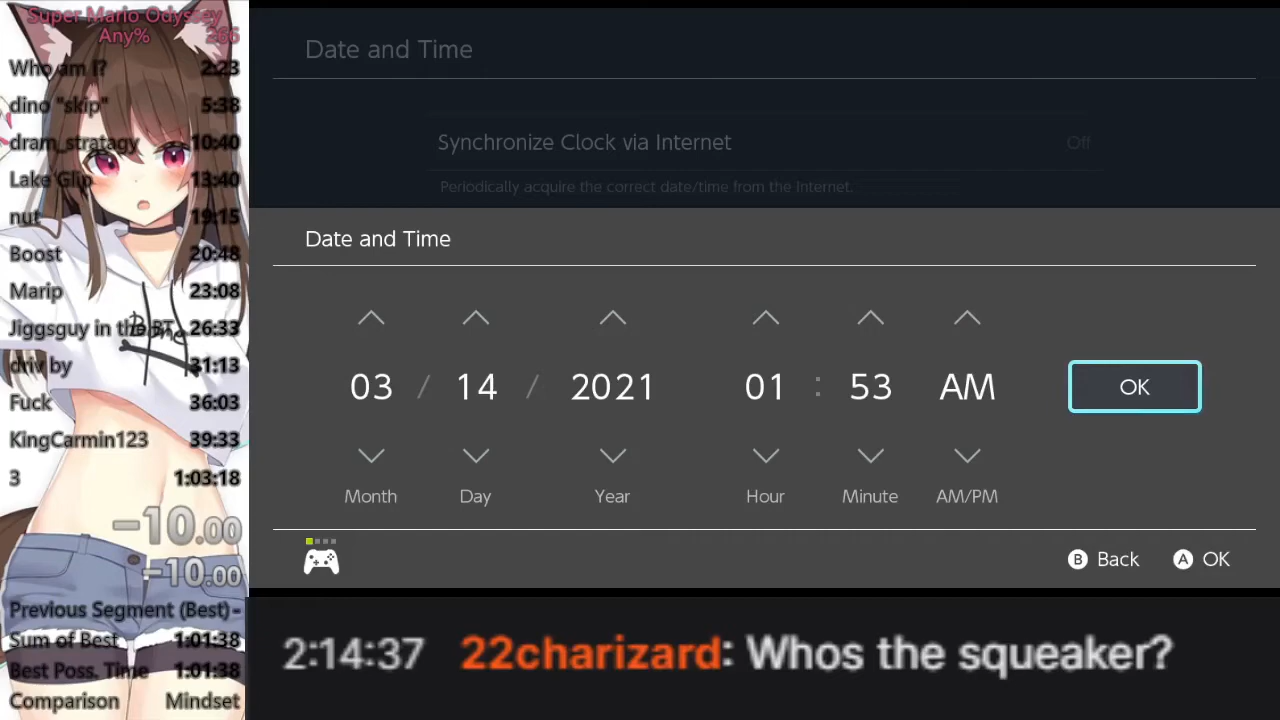 Super Mario Odyssey
Any% 266
Who am I? 2:23
dino "skip" 5:38
dram_stratagy 10:40
Lake Glip 13:40
nut 19:15
Boost 20:48
Marip 23:08
Jiggsguy in the BT 26:33
driv by 31:13
Fuck 36:03
KingCarmin123 39:33
3 1:03:18
-10.00
-10.00
Previous Segment (Best) -
Sum of Best 1:01:38
Best Poss. Time 1:01:38
Comparison Mindset
Date and Time
Synchronize Clock via Internet Off
Periodically acquire the correct date/time from the Internet.
Date and Time
03 / 14 / 2021 01 : 53 AM OK
Month Day Year Hour Minute AM/PM
B Back A OK
2:14:37 22charizard: Whos the squeaker?